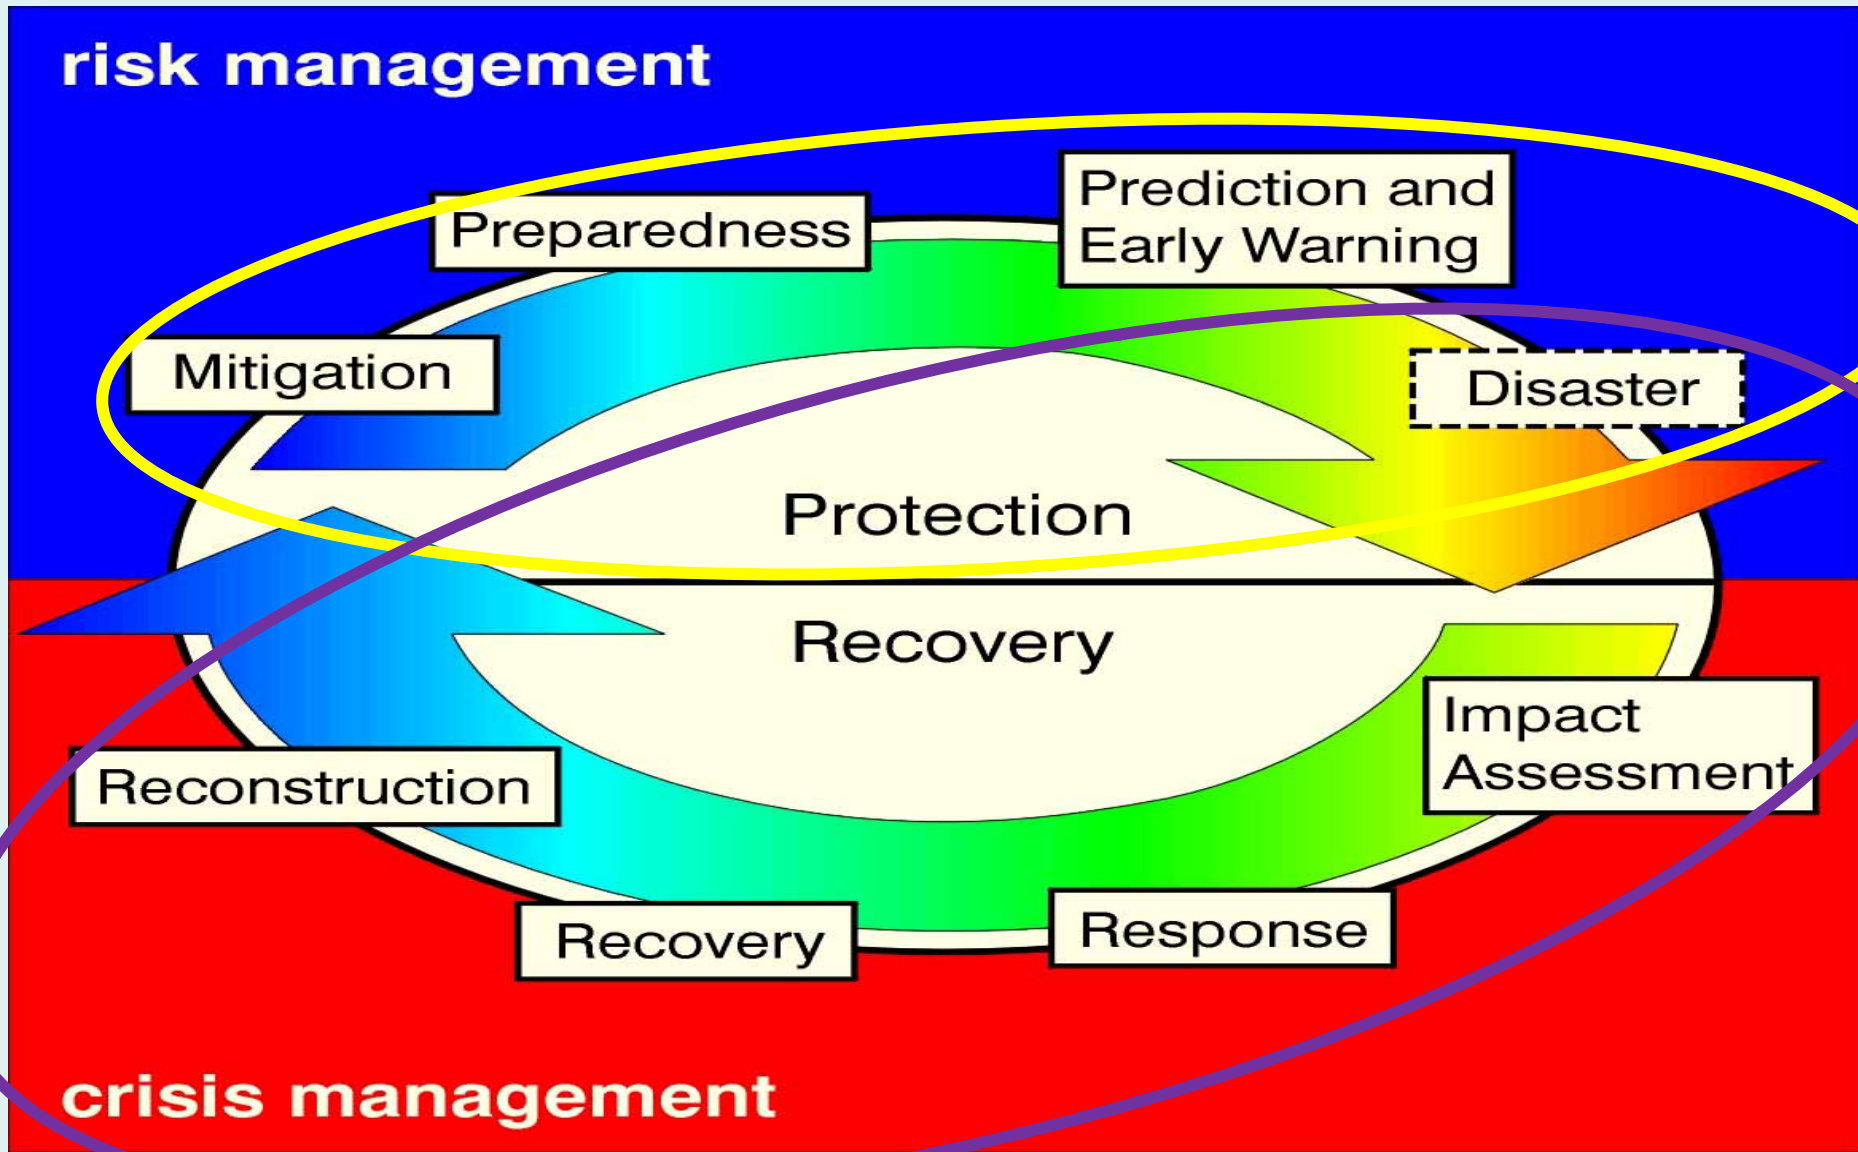 risk management
Preparedness
Prediction and
Early Warning
Mitigation
Disaster
Protection
Recovery
Impact
Assessment
Reconstruction
Recovery
Response
crisis management